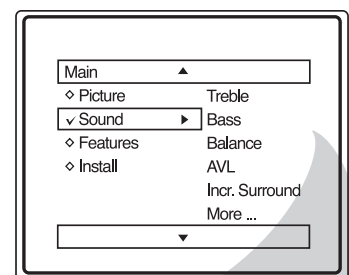 Main
Picture Treble
Sound Bass
Features Balance
Install AVL
Incr. Surround
More ...